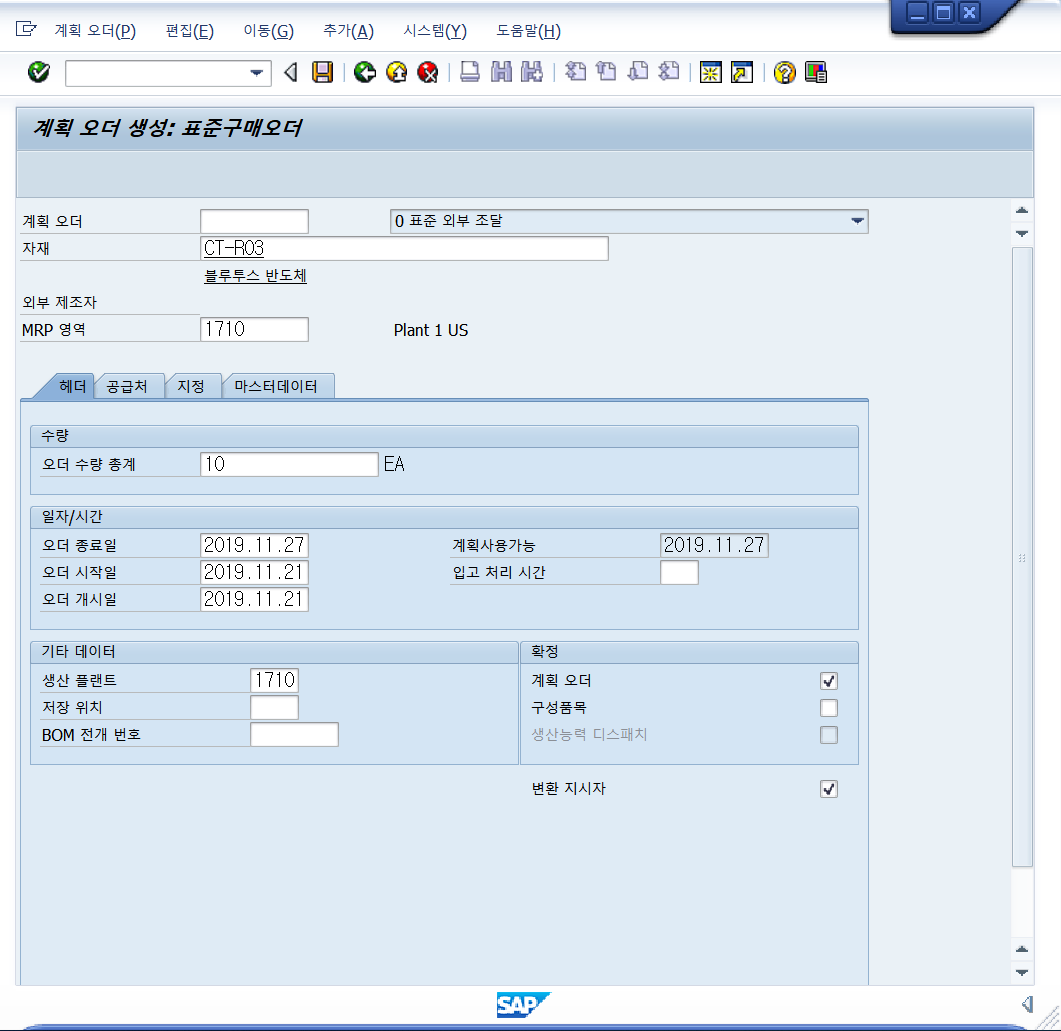 계획 오더(P) 편집(E) 이동(G) 추가(A) 시스템(Y) 도움말(H)
계획 오더 생성: 표준구매오더
계획 오더 0 표준 외부 조달
자재 CT-R03
블루투스 반도체
외부 제조자
MRP 영역 1710 Plant 1 US
헤더 공급처 지정 마스터데이터
수량
오더 수량 총계 10 EA
일자/시간
오더 종료일 2019.11.27 계획사용가능 2019.11.27
오더 시작일 2019.11.21 입고 처리 시간
오더 개시일 2019.11.21
기타 데이터 확정
생산 플랜트 1710 계획 오더
저장 위치 구성품목
BOM 전개 번호 생산능력 디스패치
변환 지시자
SAP